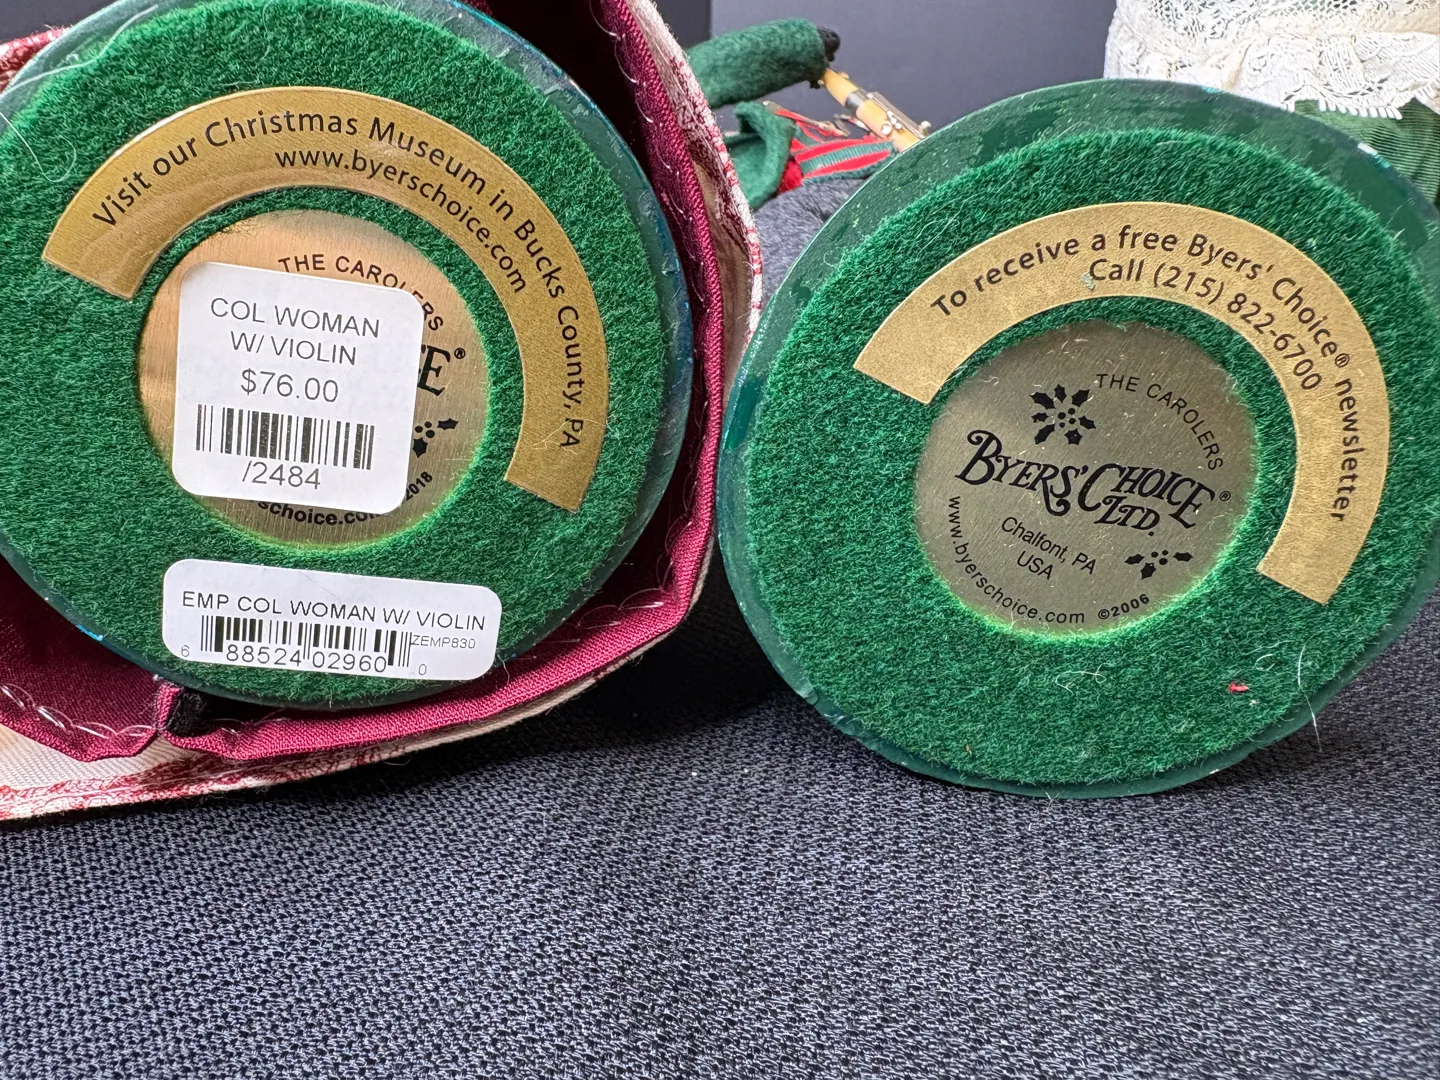 Visit our Christmas Museum in Bucks County, PA
www.byerschoice.com
THE CAROLERS
COL WOMAN
W/ VIOLIN
$76.00
/2484
E®
2018
schoice.co
EMP COL WOMAN W/ VIOLIN
ZEMP830
6 88524 02960 0
To receive a free Byers' Choice® newsletter
Call (215) 822-6700
THE CAROLERS
BYERS' CHOICE®
LTD.
Chalfont, PA
USA
www.byerschoice.com ©2006